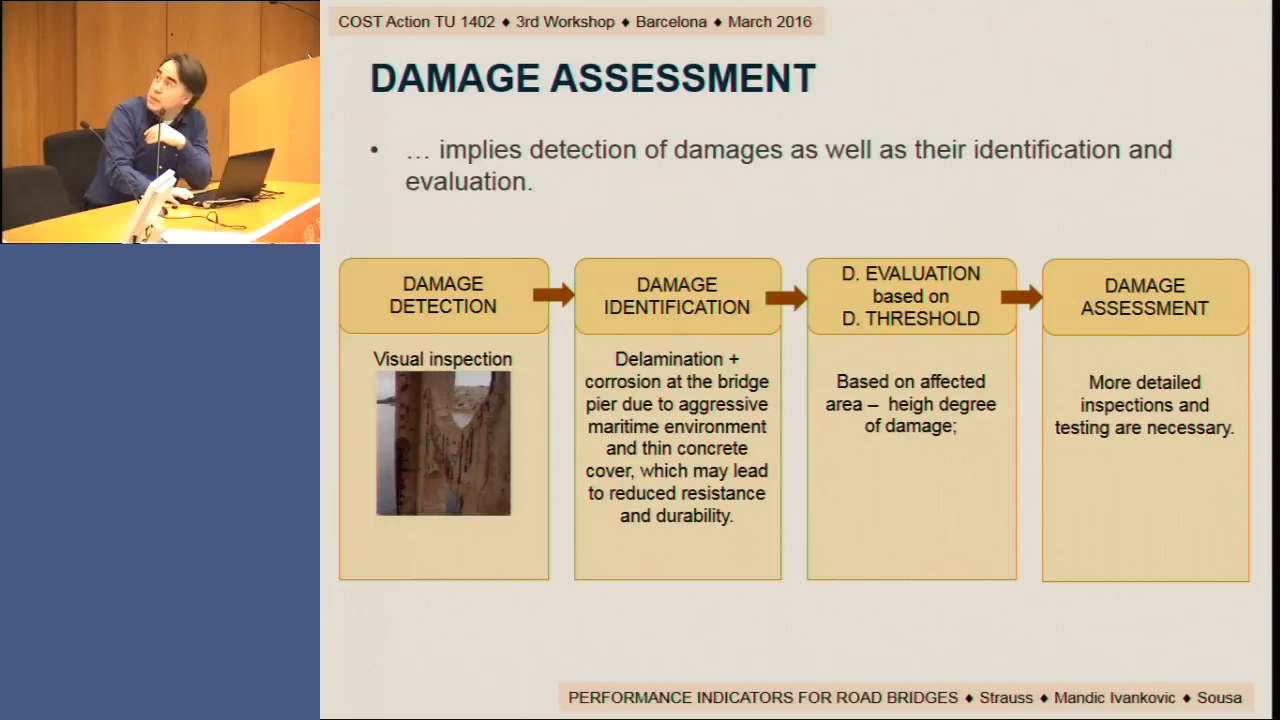 COST Action TU 1402 ♦ 3rd Workshop ♦ Barcelona ♦ March 2016
DAMAGE ASSESSMENT
• … implies detection of damages as well as their identification and
evaluation.
DAMAGE
DETECTION
Visual inspection
DAMAGE
IDENTIFICATION
Delamination +
corrosion at the bridge
pier due to aggressive
maritime environment
and thin concrete
cover, which may lead
to reduced resistance
and durability.
D. EVALUATION
based on
D. THRESHOLD
Based on affected
area – heigh degree
of damage;
DAMAGE
ASSESSMENT
More detailed
inspections and
testing are necessary.
PERFORMANCE INDICATORS FOR ROAD BRIDGES ♦ Strauss ♦ Mandic Ivankovic ♦ Sousa